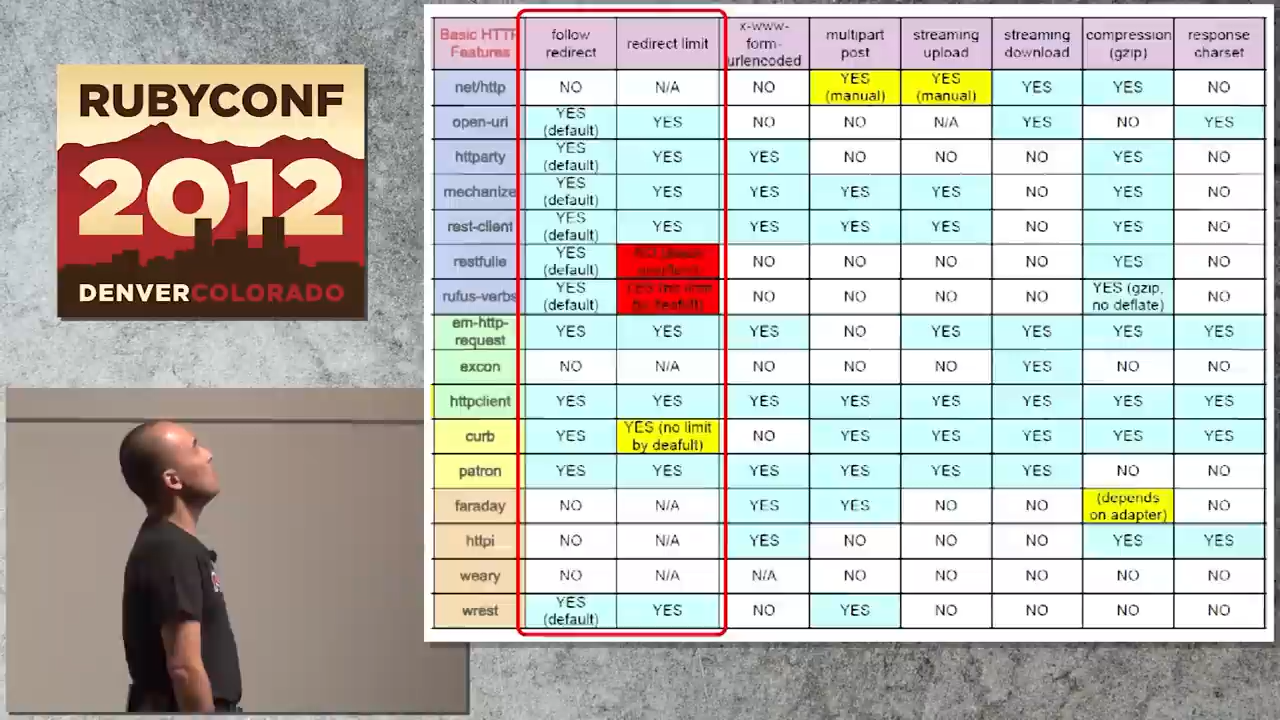 RUBYCONF
2012
DENVERCOLORADO
Basic HTTP Features follow redirect redirect limit x-www-form-urlencoded multipart post streaming upload streaming download compression (gzip) response charset
net/http NO N/A NO YES (manual) YES (manual) YES YES NO
open-uri YES (default) YES NO NO N/A YES NO YES
httparty YES (default) YES YES NO NO NO YES NO
mechanize YES (default) YES YES YES YES NO YES NO
rest-client YES (default) YES YES YES YES NO YES NO
restfulie YES (default) NO NO NO NO NO YES NO
rufus-verbs YES (default) YES (no limit by deafult) NO NO NO NO YES (gzip, no deflate) NO
em-http-request YES YES YES NO YES YES YES YES
excon NO N/A NO NO NO YES NO NO
httpclient YES YES YES YES YES YES YES YES
curb YES YES (no limit by deafult) NO YES YES YES YES YES
patron YES YES YES YES YES YES NO NO
faraday NO N/A YES YES NO NO (depends on adapter) NO
httpi NO N/A YES NO NO NO YES YES
weary NO N/A N/A NO NO NO NO NO
wrest YES (default) YES NO YES NO NO NO NO